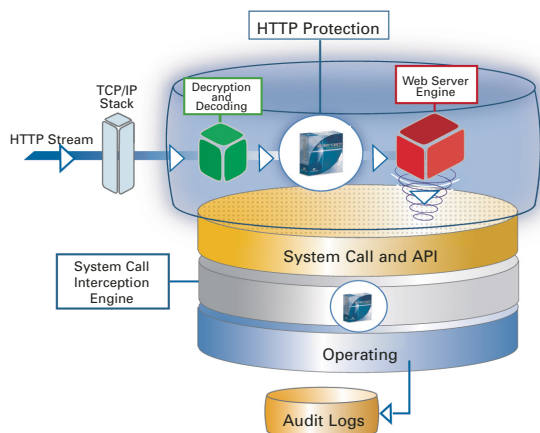 HTTP Protection
TCP/IP
Stack
Decryption
and
Decoding
Web Server
Engine
HTTP Stream
System Call and API
System Call
Interception
Engine
Operating
Audit Logs